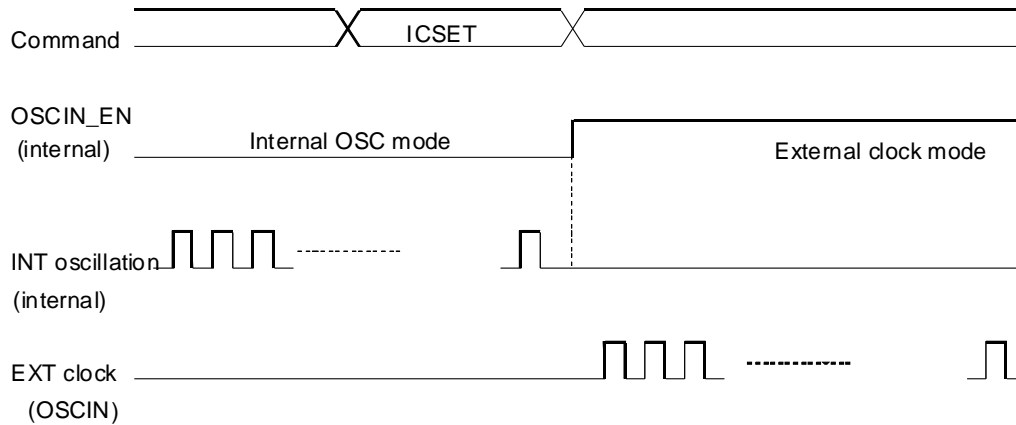 Command
ICSET
OSCIN_EN
(internal)
Internal OSC mode
External clock mode
INT oscillation
(internal)
EXT clock
(OSCIN)